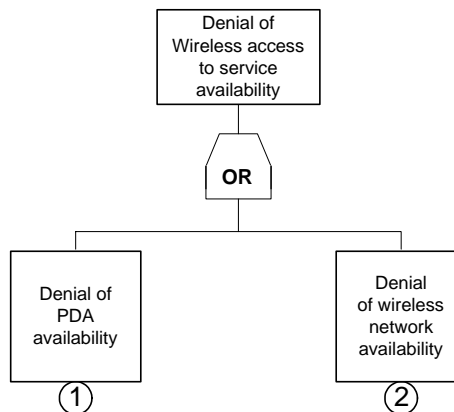 Denial of
Wireless access
to service
availability
OR
Denial of
PDA
availability
Denial
of wireless
network
availability
1
2